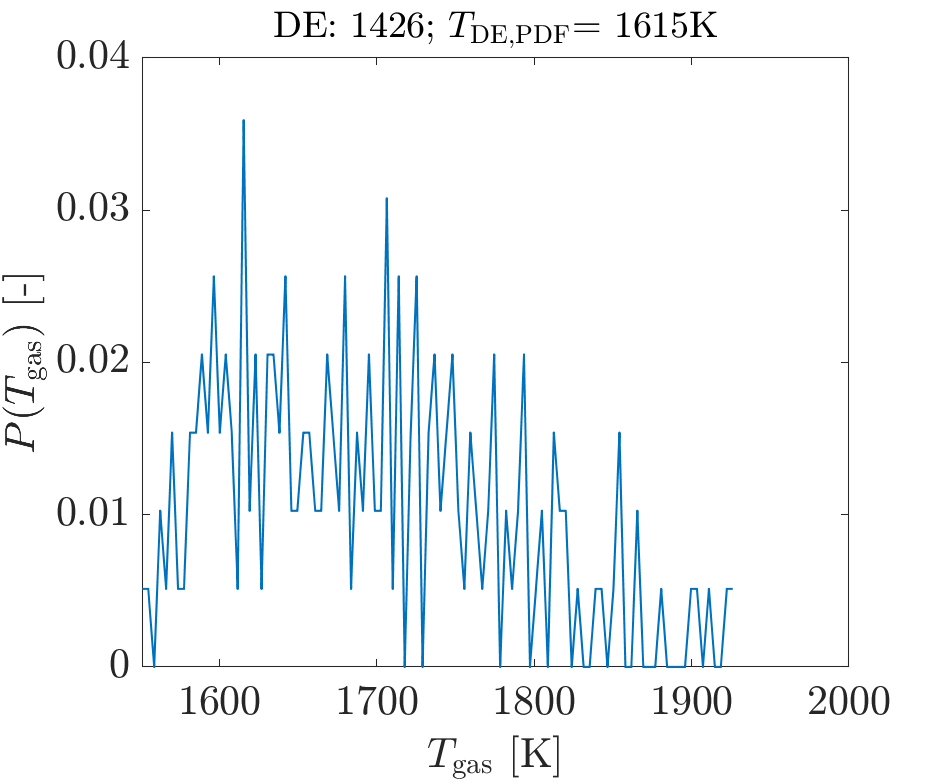 DE: 1426; T_DE,PDF= 1615K
0.04
0.03
0.02
0.01
0
P(T_gas) [-]
1600 1700 1800 1900 2000
T_gas [K]